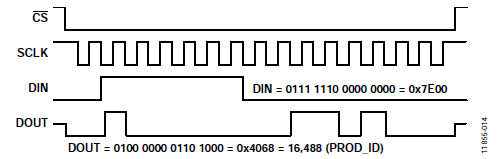 CS
SCLK
DIN
DIN = 0111 1110 0000 0000 = 0x7E00
DOUT
DOUT = 0100 0000 0110 1000 = 0x4068 = 16,488 (PROD_ID)
11855-014